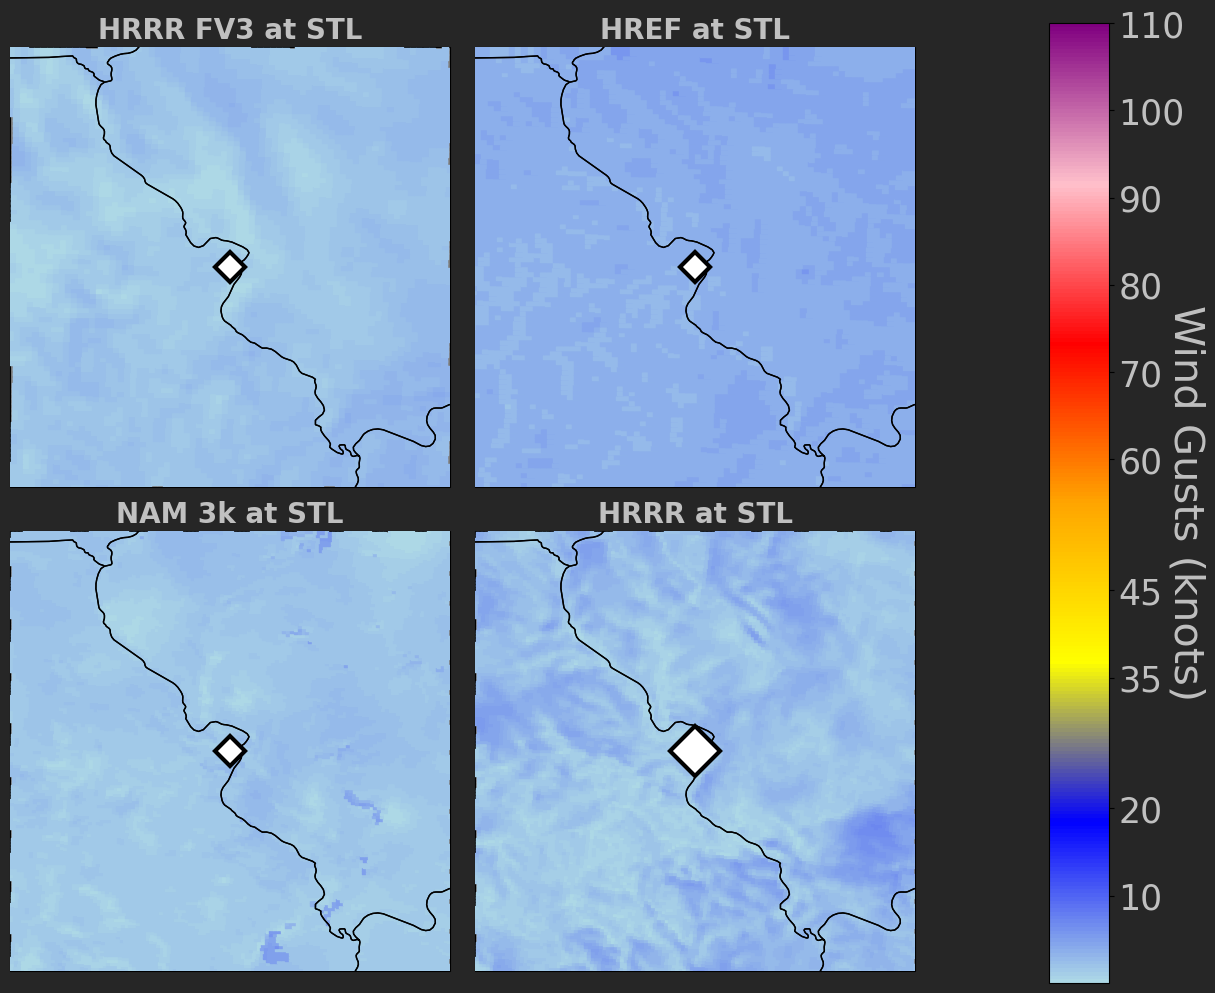 HRRR FV3 at STL
HREF at STL
NAM 3k at STL
HRRR at STL
110
100
90
80
70
60
45
35
20
10
Wind Gusts (knots)